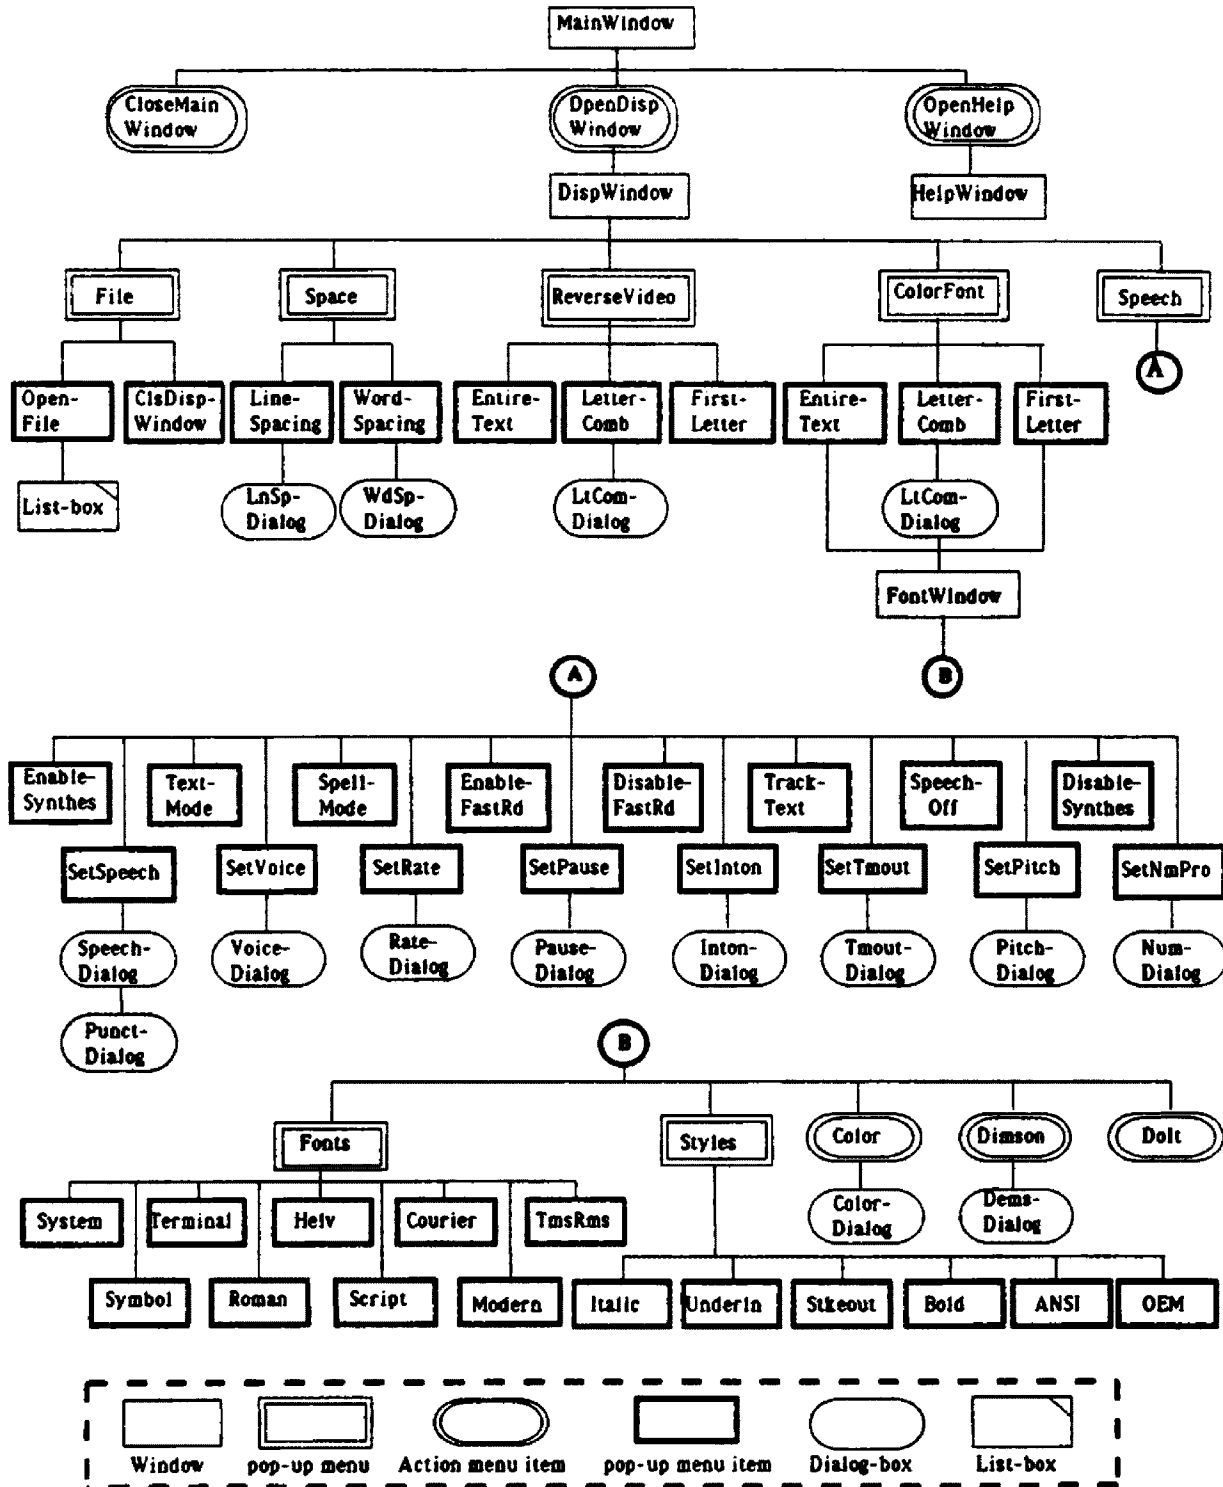 MainWindow
CloseMain
Window
OpenDisp
Window
OpenHelp
Window
DispWindow
HelpWindow
File
Space
ReverseVideo
ColorFont
Speech
A
Open-
File
ClsDisp-
Window
Line-
Spacing
Word-
Spacing
Entire-
Text
Letter-
Comb
First-
Letter
Entire-
Text
Letter-
Comb
First-
Letter
List-box
LnSp-
Dialog
WdSp-
Dialog
LtCom-
Dialog
LtCom-
Dialog
FontWindow
A
B
Enable-
Synthes
Text-
Mode
Spell-
Mode
Enable-
FastRd
Disable-
FastRd
Track-
Text
Speech-
Off
Disable-
Synthes
SetSpeech
SetVoice
SetRate
SetPause
SetInton
SetTmout
SetPitch
SetNmPro
Speech-
Dialog
Voice-
Dialog
Rate-
Dialog
Pause-
Dialog
Inton-
Dialog
Tmout-
Dialog
Pitch-
Dialog
Num-
Dialog
Punct-
Dialog
B
Fonts
Styles
Color
Dimson
DoIt
Color-
Dialog
Dems-
Dialog
System
Terminal
Helv
Courier
TmsRms
Symbol
Roman
Script
Modern
Italic
Underln
Stkeout
Bold
ANSI
OEM
Window
pop-up menu
Action menu item
pop-up menu item
Dialog-box
List-box